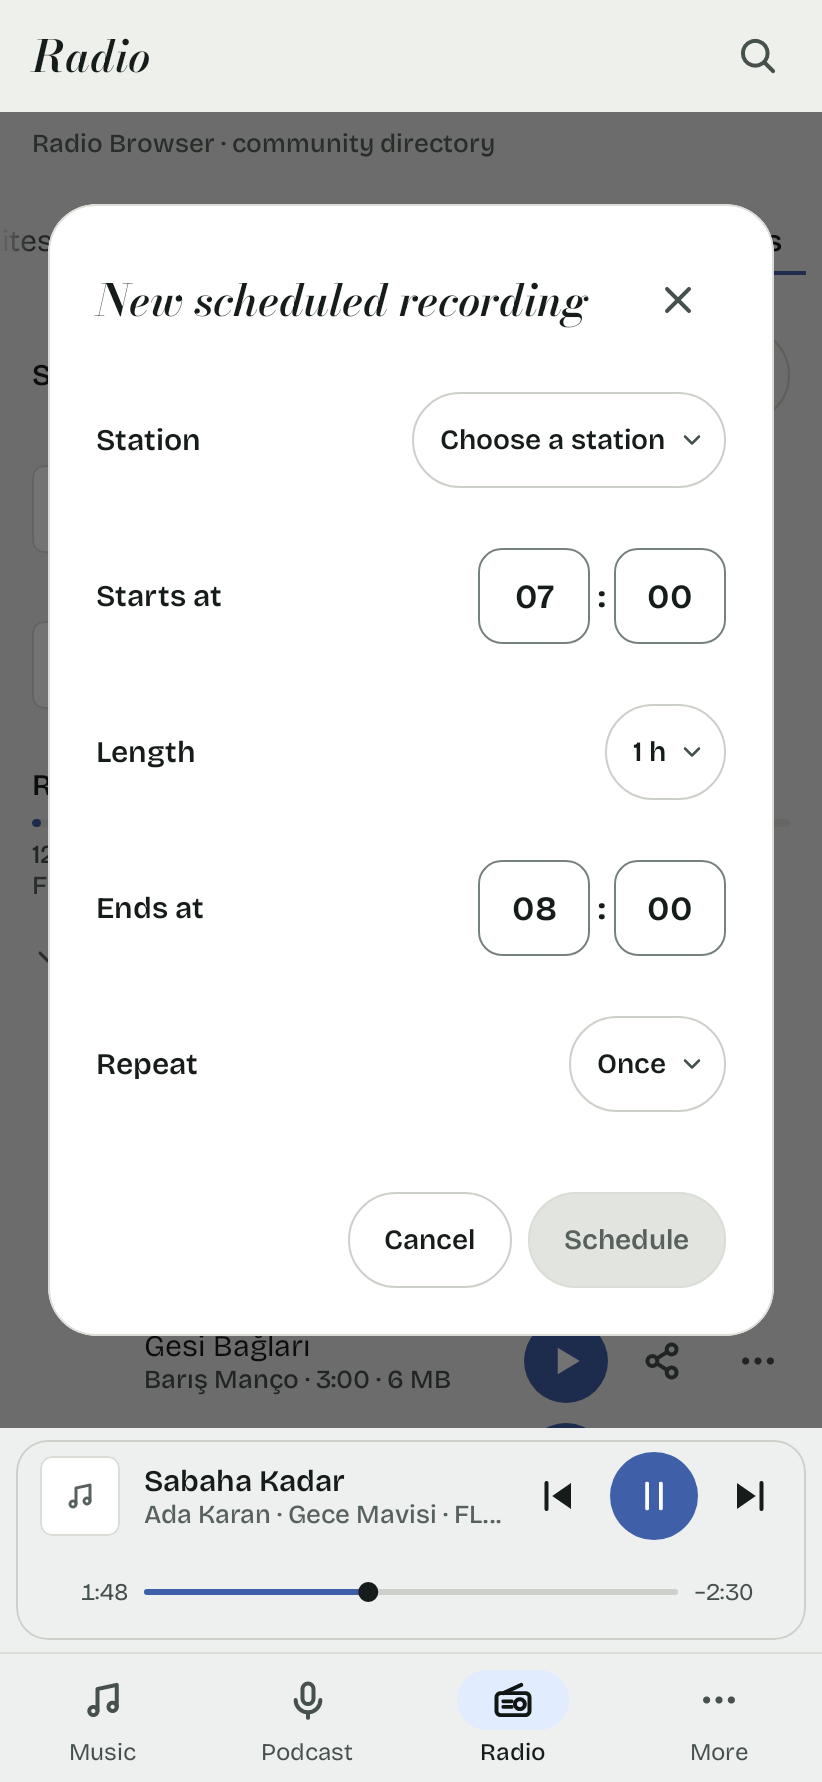 Radio
Radio Browser · community directory
ites
New scheduled recording
Station
Choose a station
Starts at
07 : 00
Length
1 h
Ends at
08 : 00
Repeat
Once
Cancel
Schedule
Gesi Bağları
Barış Manço · 3:00 · 6 MB
Sabaha Kadar
Ada Karan · Gece Mavisi · FL...
1:48
−2:30
Music
Podcast
Radio
More